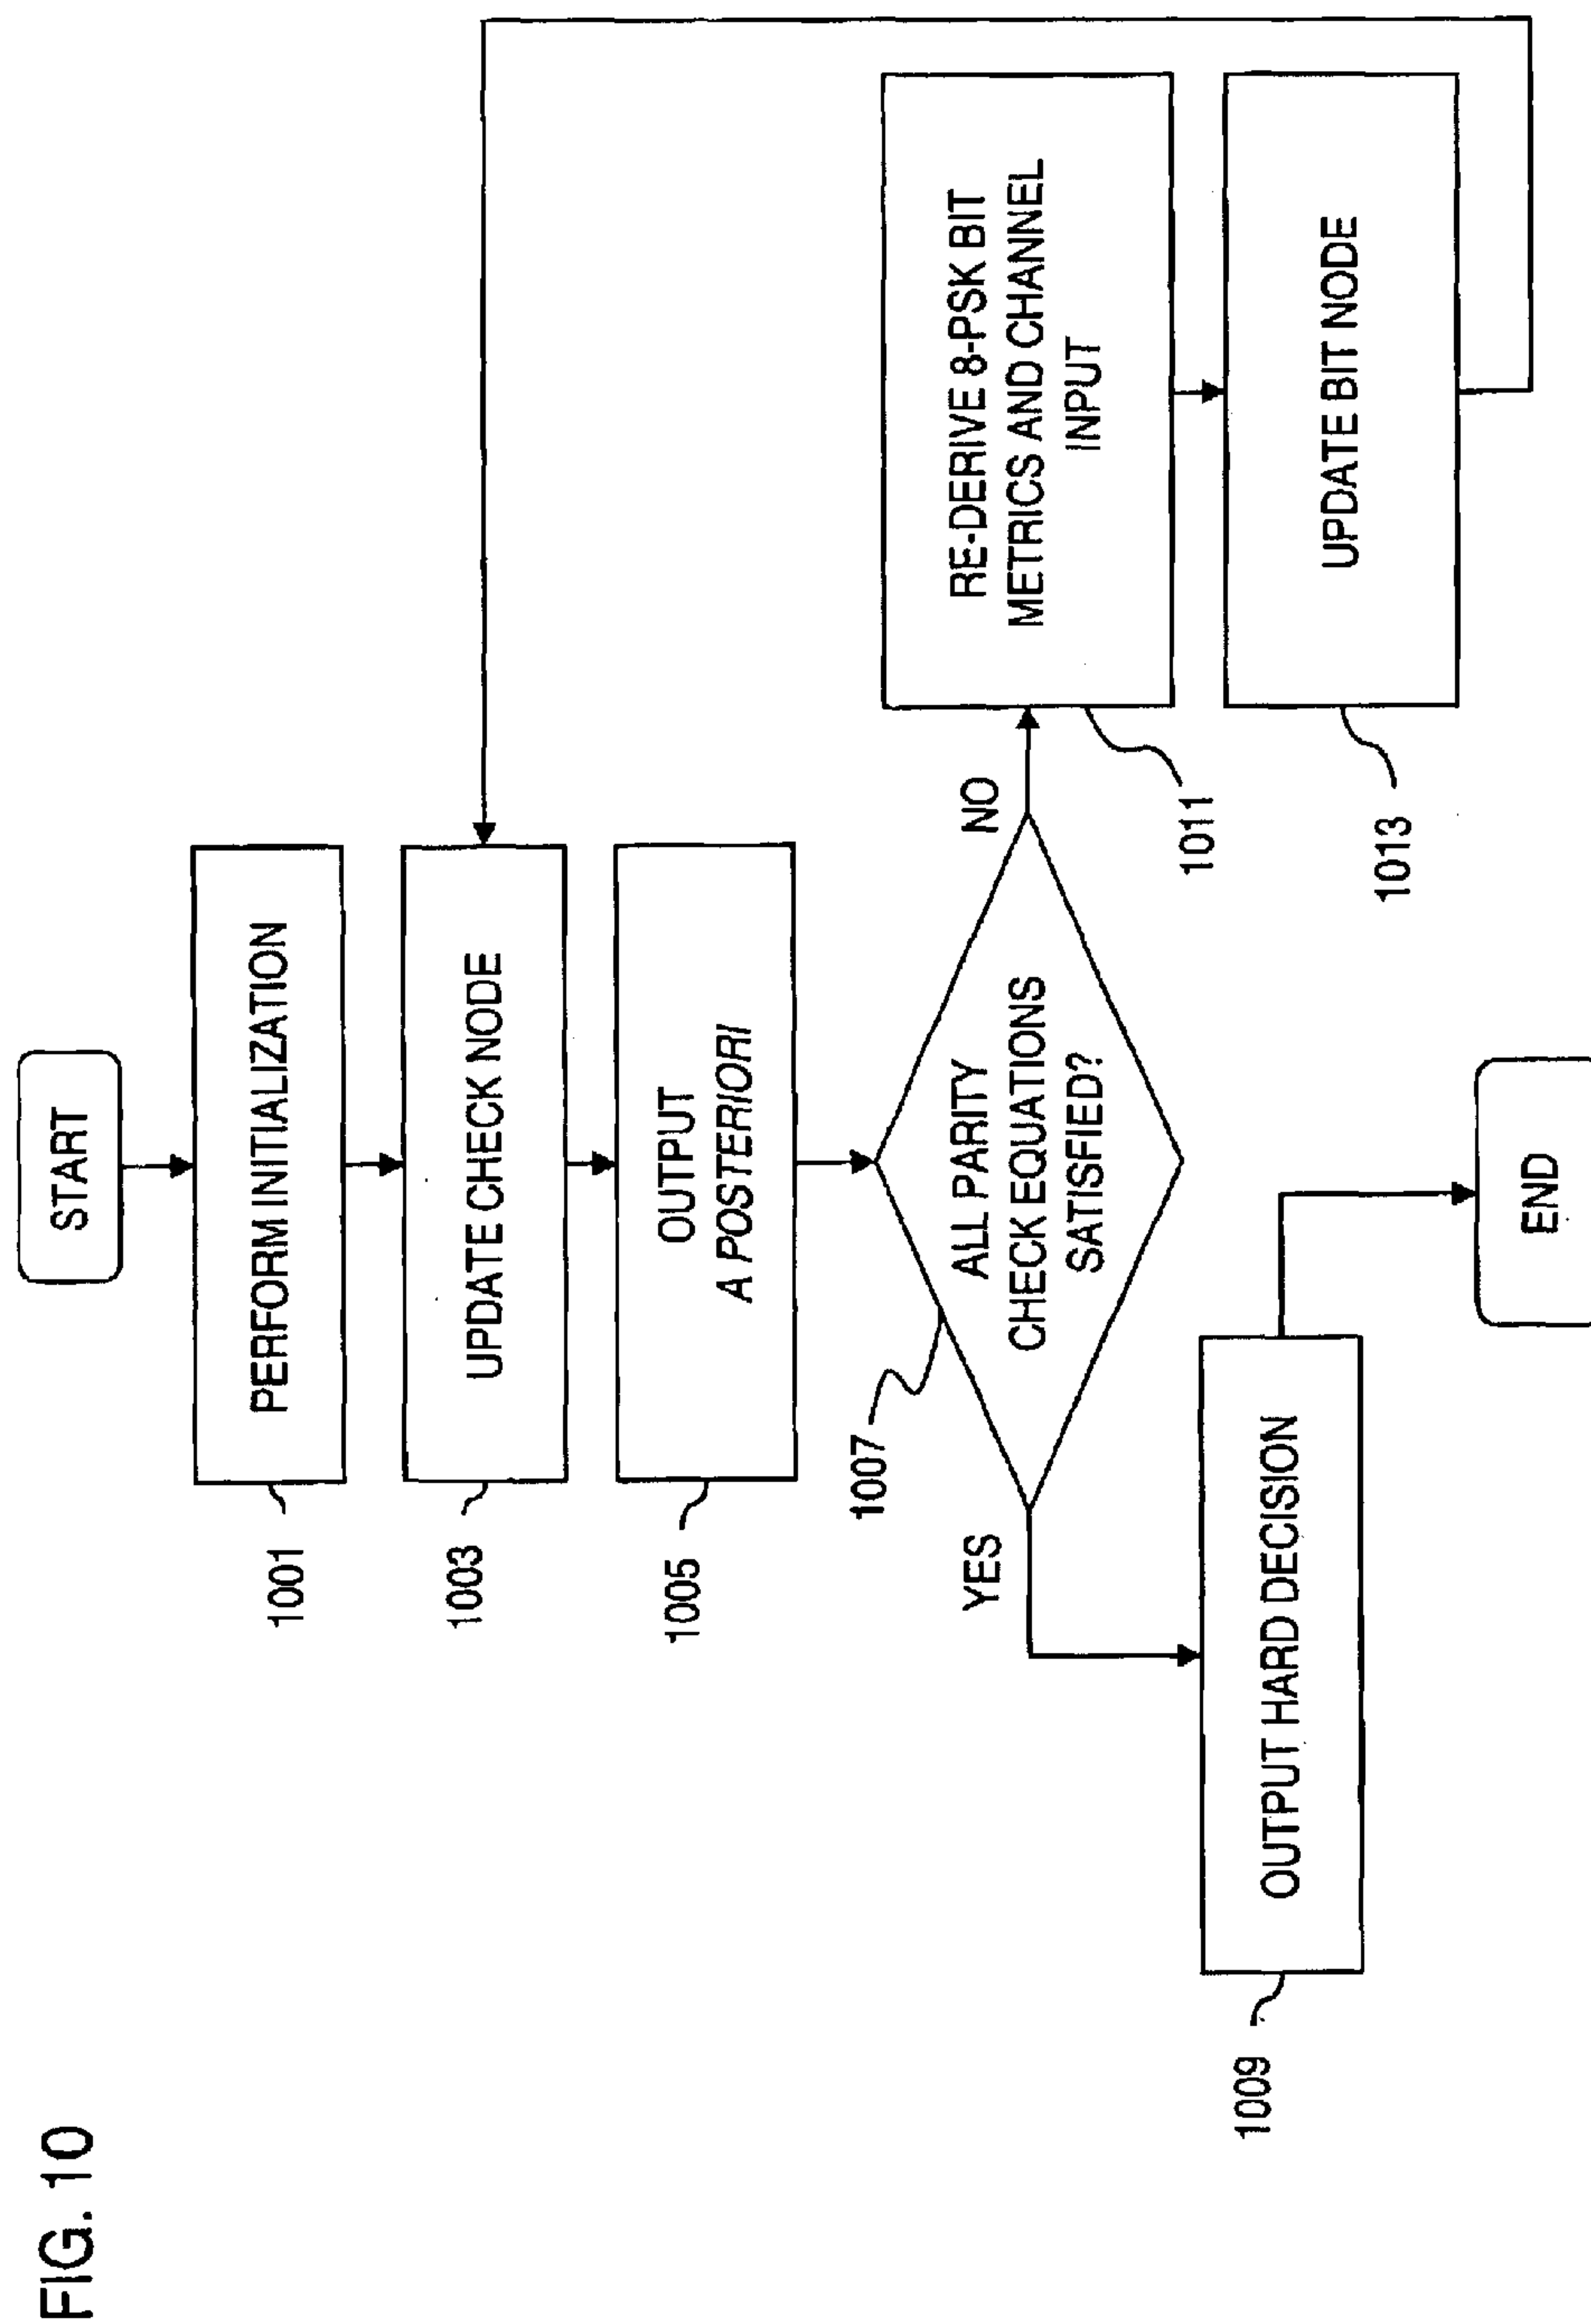 FIG. 10
START
PERFORM INITIALIZATION
1001
UPDATE CHECK NODE
1003
OUTPUT
A POSTERIORI
1005
ALL PARITY
CHECK EQUATIONS
SATISFIED?
1007
YES
NO
RE-DERIVE 8-PSK BIT
METRICS AND CHANNEL
INPUT
1011
UPDATE BIT NODE
1013
OUTPUT HARD DECISION
1009
END